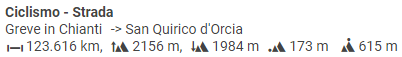 Ciclismo - Strada
Greve in Chianti -> San Quirico d'Orcia
123.616 km, 2156 m, 1984 m 173 m 615 m